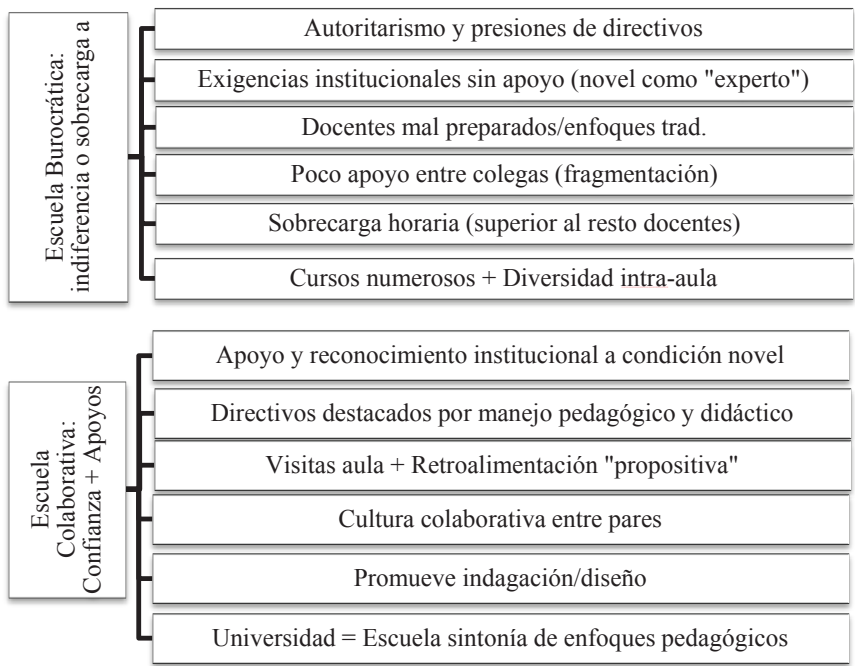 Escuela Burocrática:
indiferencia o sobrecarga a
Autoritarismo y presiones de directivos
Exigencias institucionales sin apoyo (novel como "experto")
Docentes mal preparados/enfoques trad.
Poco apoyo entre colegas (fragmentación)
Sobrecarga horaria (superior al resto docentes)
Cursos numerosos + Diversidad intra-aula
Escuela
Colaborativa:
Confianza + Apoyos
Apoyo y reconocimiento institucional a condición novel
Directivos destacados por manejo pedagógico y didáctico
Visitas aula + Retroalimentación "propositiva"
Cultura colaborativa entre pares
Promueve indagación/diseño
Universidad = Escuela sintonía de enfoques pedagógicos